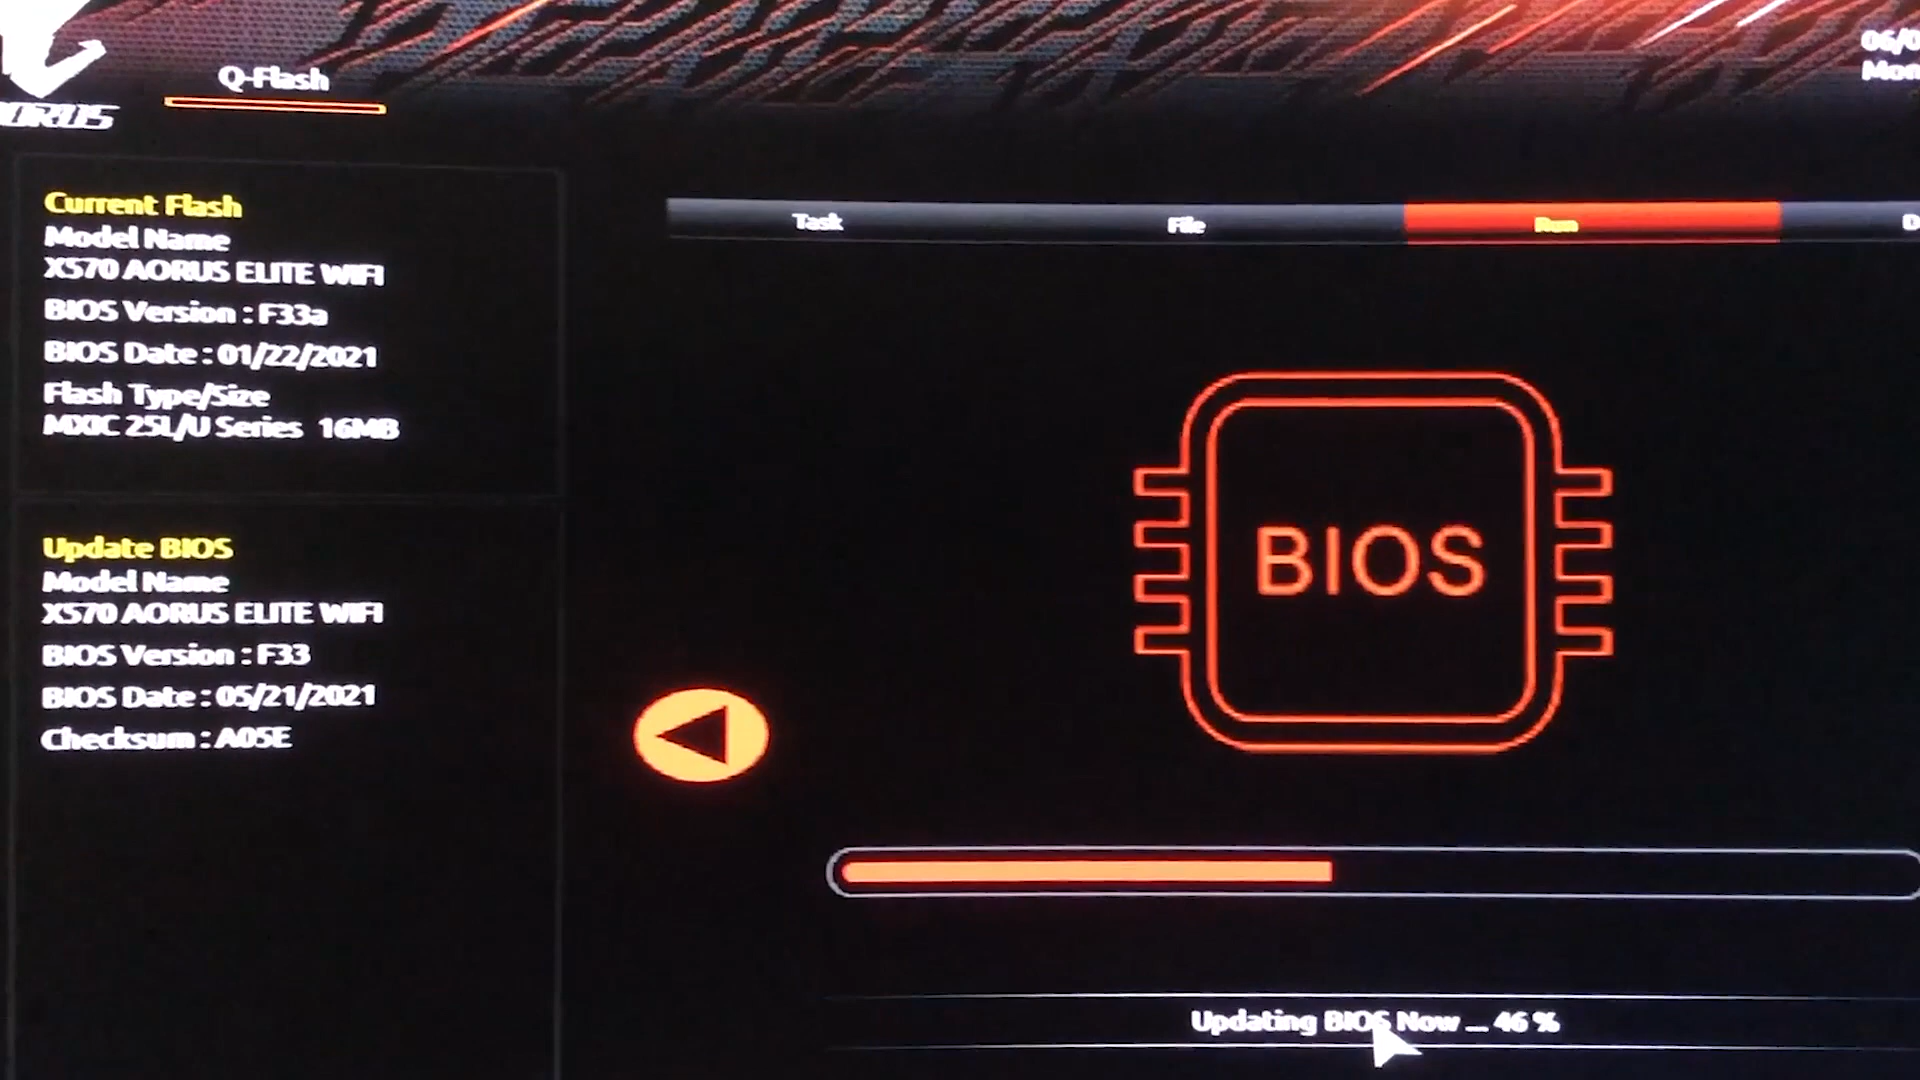 Q-Flash
AORUS
Current Flash
Model Name
X570 AORUS ELITE WIFI
BIOS Version : F33a
BIOS Date : 01/22/2021
Flash Type/Size
MXIC 25L/U Series 16MB
Update BIOS
Model Name
X570 AORUS ELITE WIFI
BIOS Version : F33
BIOS Date : 05/21/2021
Checksum : A05E
Task
File
Run
BIOS
Updating BIOS Now ... 46 %